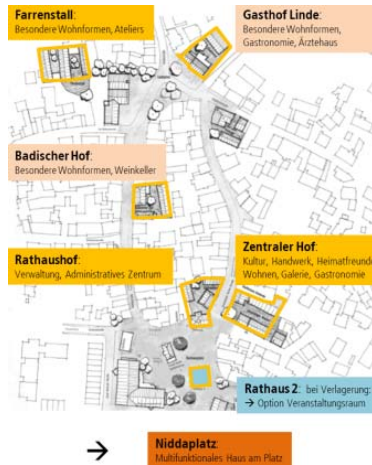 Farrenstall:
Besondere Wohnformen, Ateliers
Gasthof Linde:
Besondere Wohnformen,
Gastronomie, Ärztehaus
Badischer Hof:
Besondere Wohnformen, Weinkeller
Rathaushof:
Verwaltung, Administratives Zentrum
Zentraler Hof:
Kultur, Handwerk, Heimatfreunde
Wohnen, Galerie, Gastronomie
Rathaus 2: bei Verlagerung:
→ Option Veranstaltungsraum
→
Niddaplatz:
Multifunktionales Haus am Platz